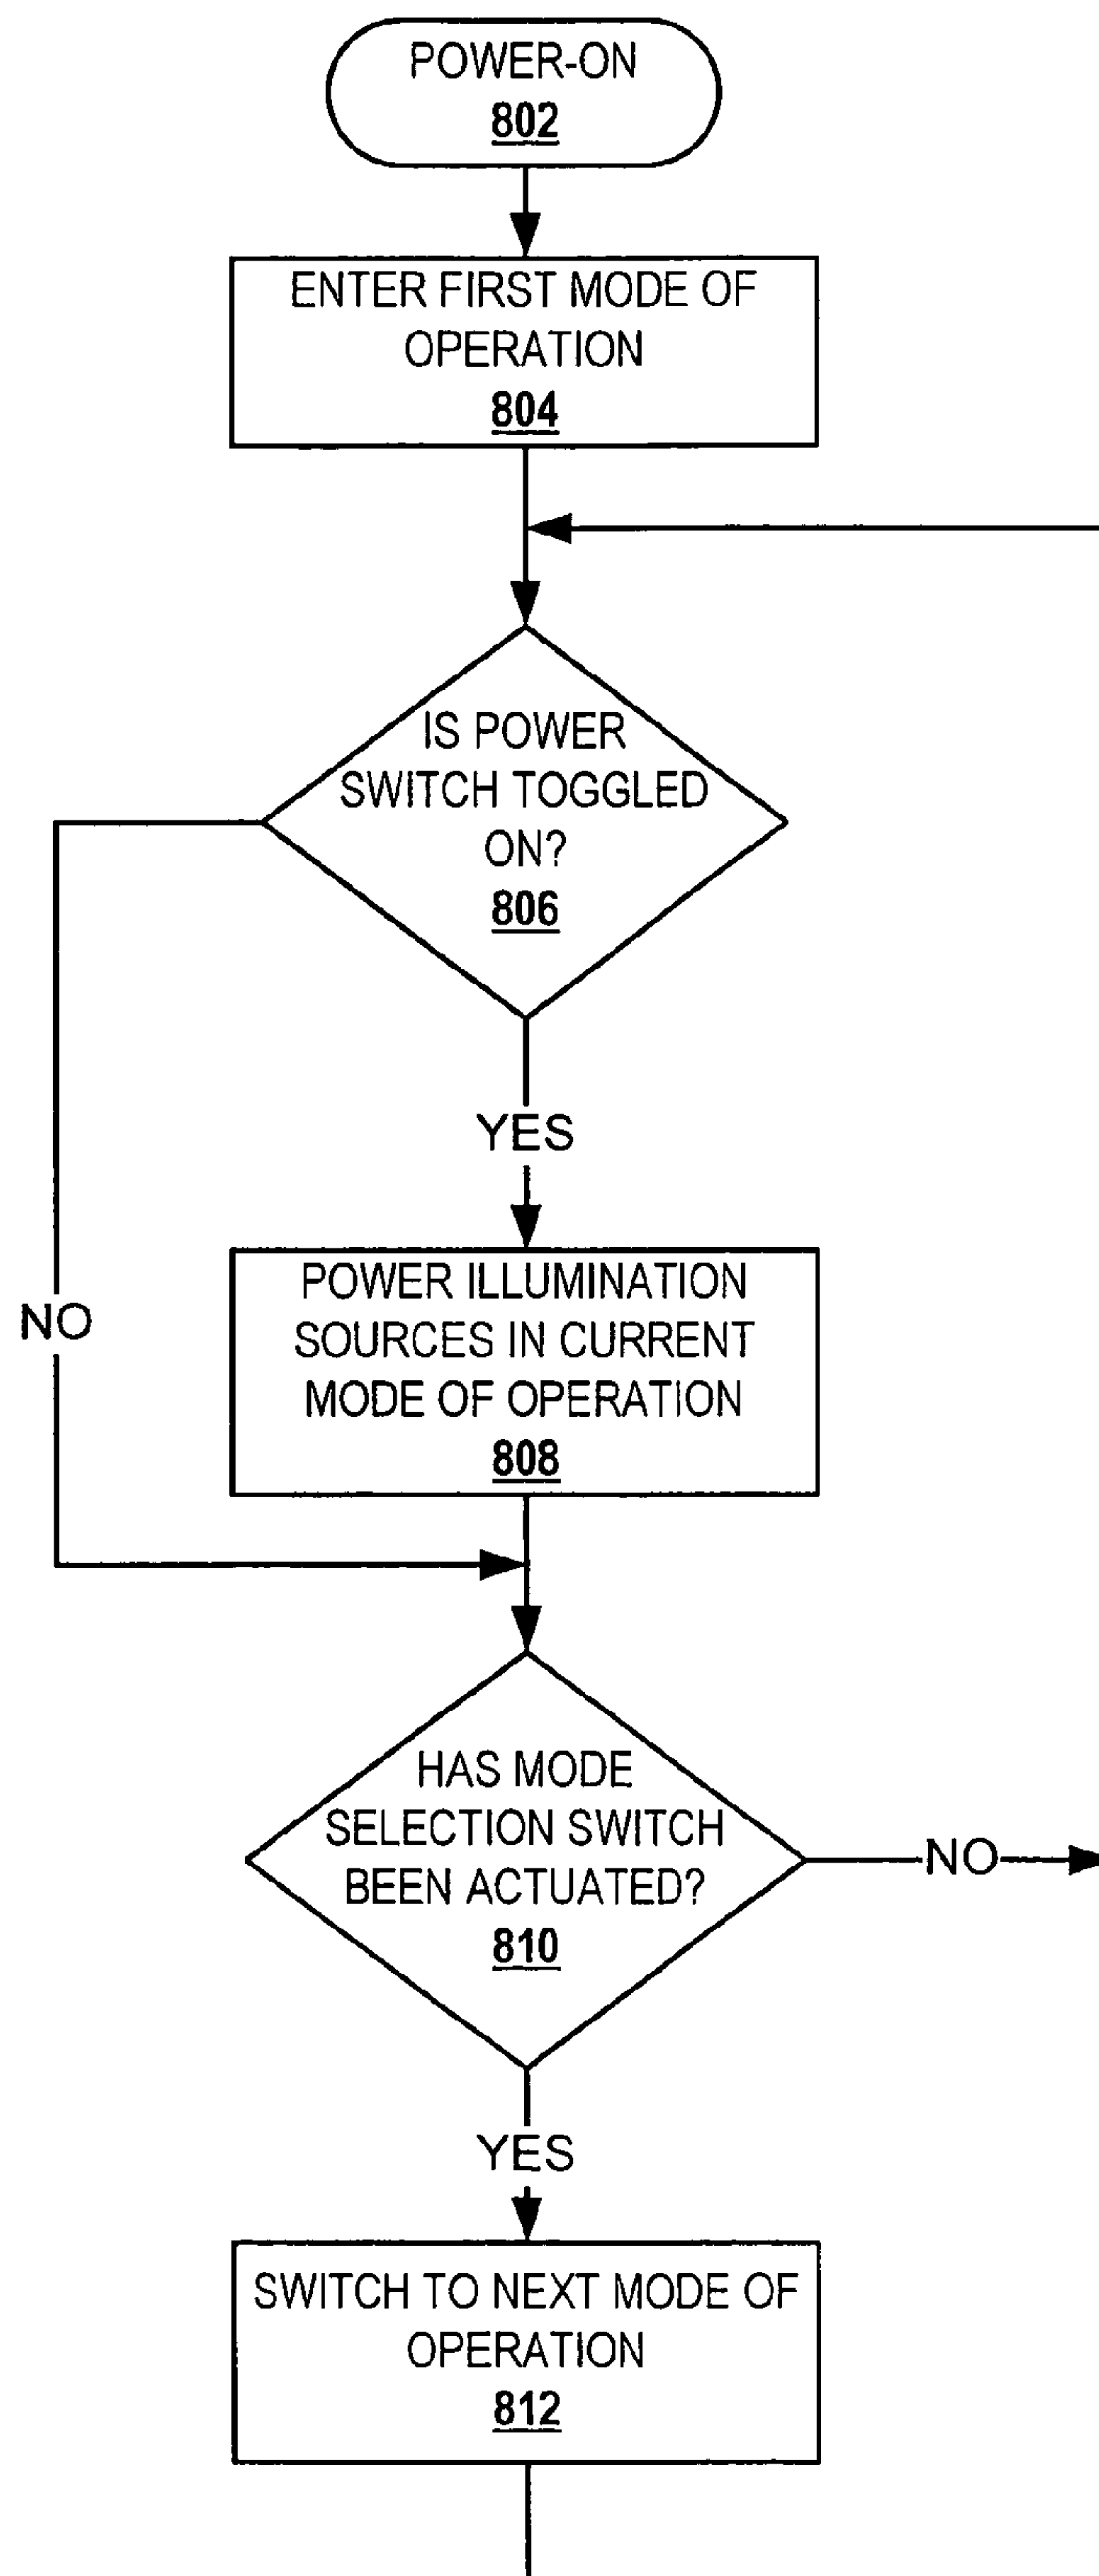 POWER-ON
802
ENTER FIRST MODE OF
OPERATION
804
IS POWER
SWITCH TOGGLED
ON?
806
YES
NO
POWER ILLUMINATION
SOURCES IN CURRENT
MODE OF OPERATION
808
HAS MODE
SELECTION SWITCH
BEEN ACTUATED?
810
NO
YES
SWITCH TO NEXT MODE OF
OPERATION
812